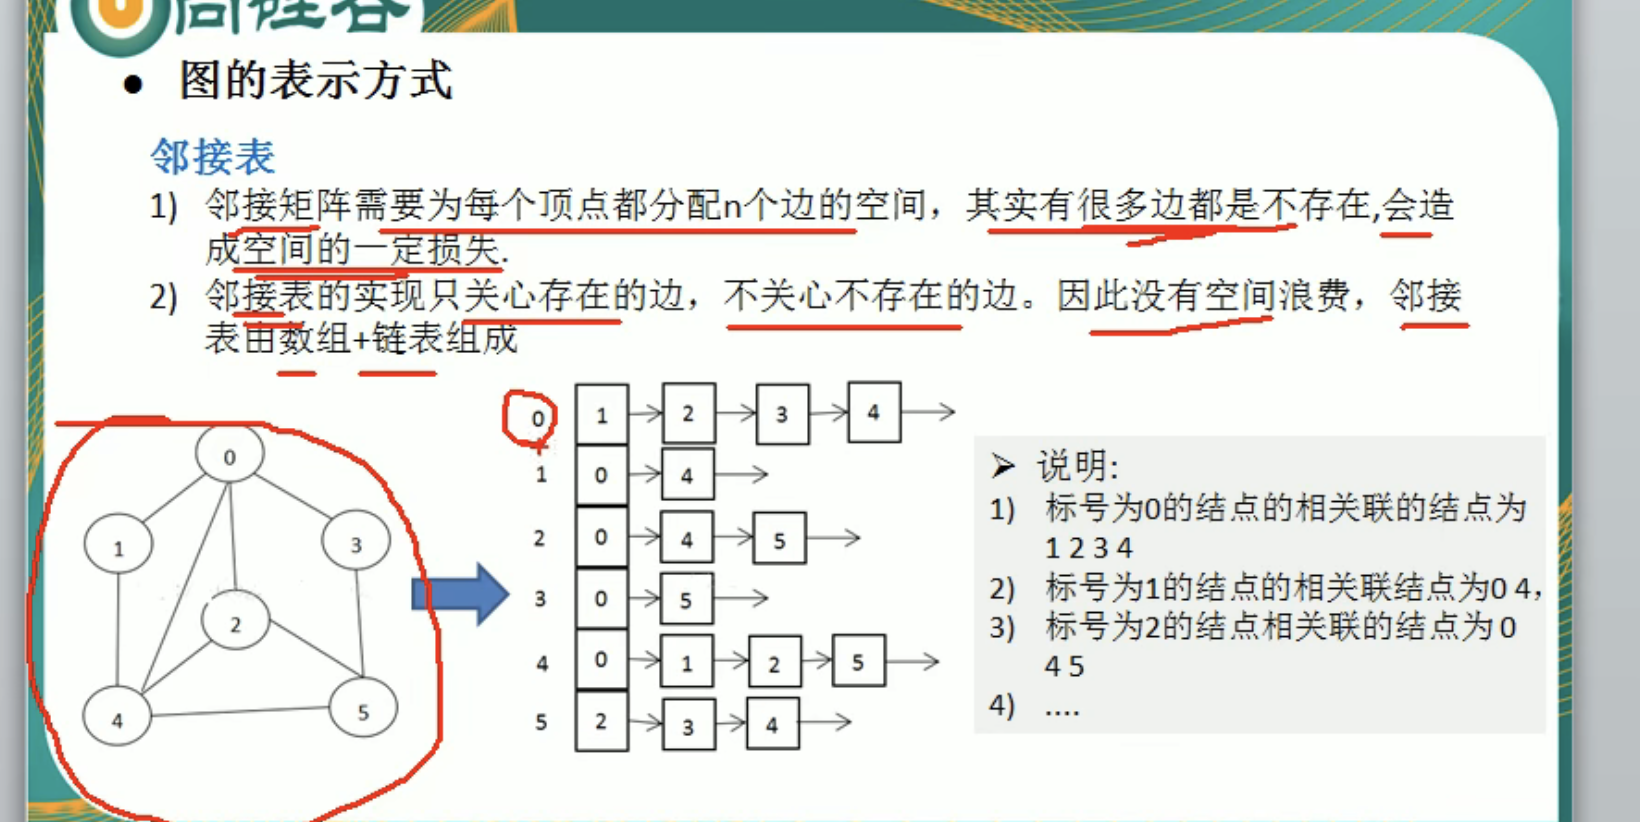 尚硅谷
● 图的表示方式
邻接表
1) 邻接矩阵需要为每个顶点都分配n个边的空间，其实有很多边都是不存在,会造
成空间的一定损失.
2) 邻接表的实现只关心存在的边，不关心不存在的边。因此没有空间浪费，邻接
表由数组+链表组成
0
1
3
2
4
5
0 1 2 3 4
1 0 4
2 0 4 5
3 0 5
4 0 1 2 5
5 2 3 4
➢ 说明:
1) 标号为0的结点的相关联的结点为
1 2 3 4
2) 标号为1的结点的相关联结点为0 4，
3) 标号为2的结点相关联的结点为 0
4 5
4) ....